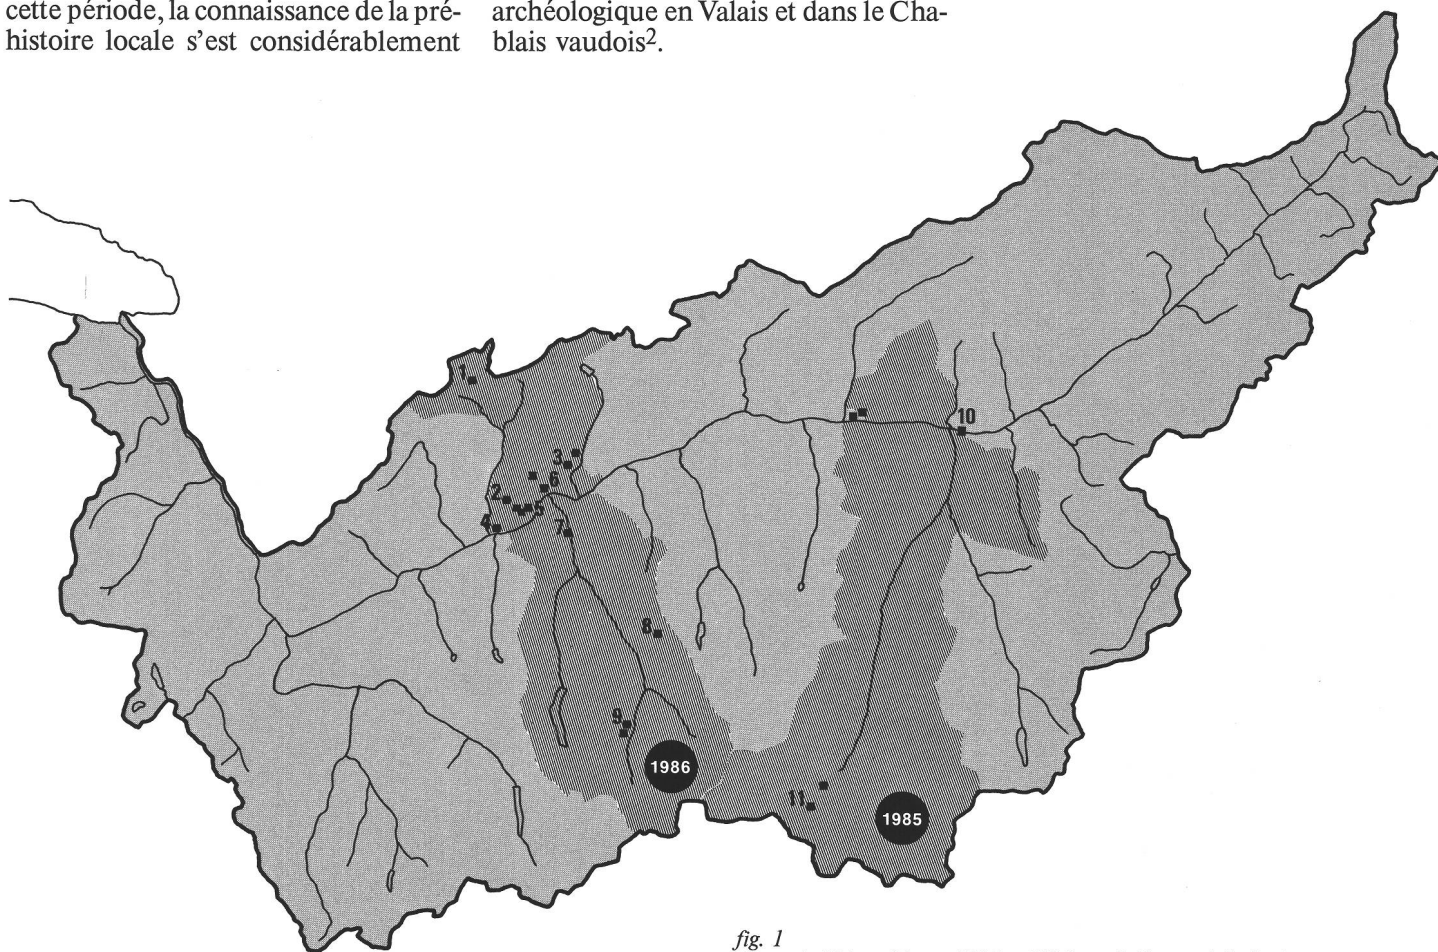 cette période, la connaissance de la pré-
histoire locale s'est considérablement
archéologique en Valais et dans le Cha-
blais vaudois².
1
10
3
6
2
5
4
7
8
9
1986
11
1985
fig. 1